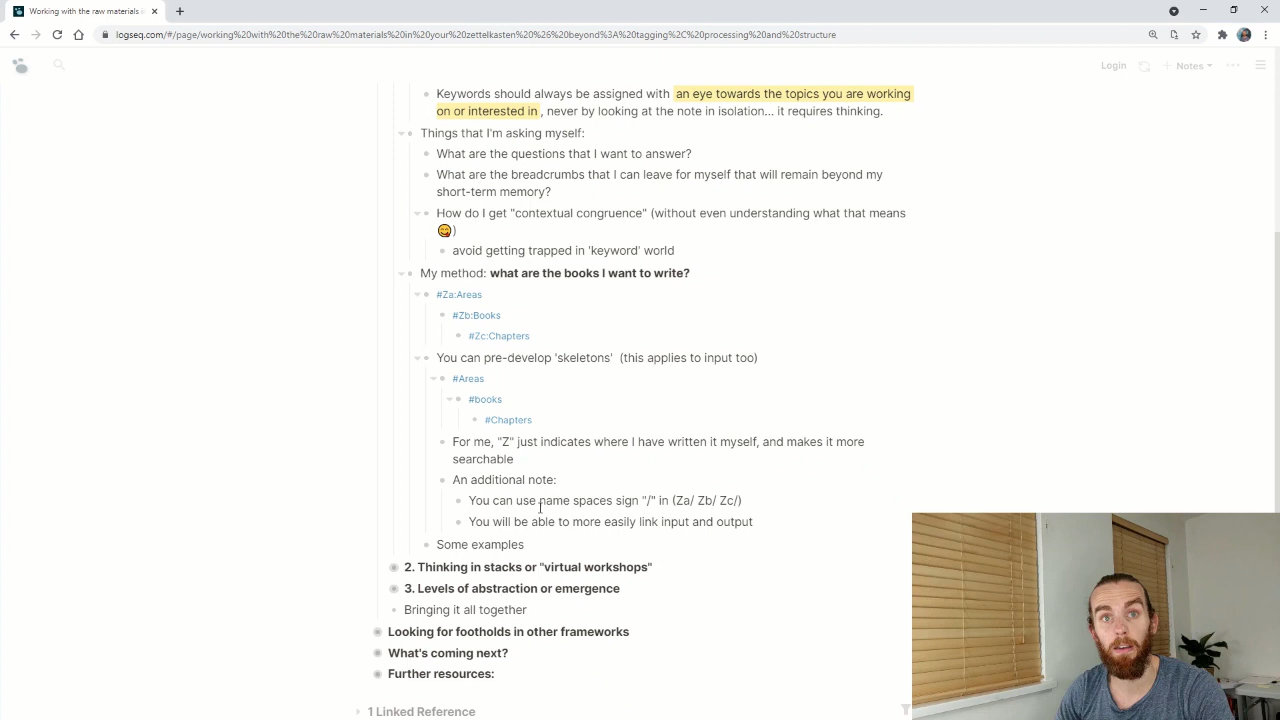 Working with the raw materials i
logseq.com/#/page/working%20with%20the%20raw%20materials%20in%20your%20zettelkasten%20%26%20beyond%3A%20tagging%2C%20processing%20and%20structure
Login
Notes
Keywords should always be assigned with an eye towards the topics you are working
on or interested in , never by looking at the note in isolation... it requires thinking.
Things that I'm asking myself:
What are the questions that I want to answer?
What are the breadcrumbs that I can leave for myself that will remain beyond my
short-term memory?
How do I get "contextual congruence" (without even understanding what that means
😋)
avoid getting trapped in 'keyword' world
My method: what are the books I want to write?
#Za:Areas
#Zb:Books
#Zc:Chapters
You can pre-develop 'skeletons' (this applies to input too)
#Areas
#books
#Chapters
For me, "Z" just indicates where I have written it myself, and makes it more
searchable
An additional note:
You can use name spaces sign "/" in (Za/ Zb/ Zc/)
You will be able to more easily link input and output
Some examples
2. Thinking in stacks or "virtual workshops"
3. Levels of abstraction or emergence
Bringing it all together
Looking for footholds in other frameworks
What's coming next?
Further resources:
1 Linked Reference